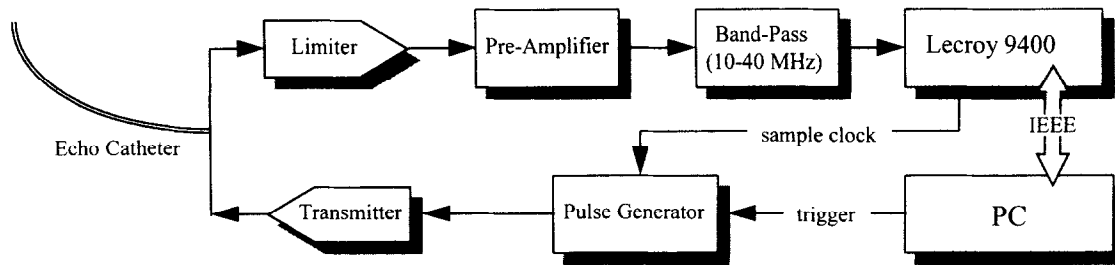 Limiter
Pre-Amplifier
Band-Pass
(10-40 MHz)
Lecroy 9400
Echo Catheter
sample clock
IEEE
Transmitter
Pulse Generator
trigger
PC